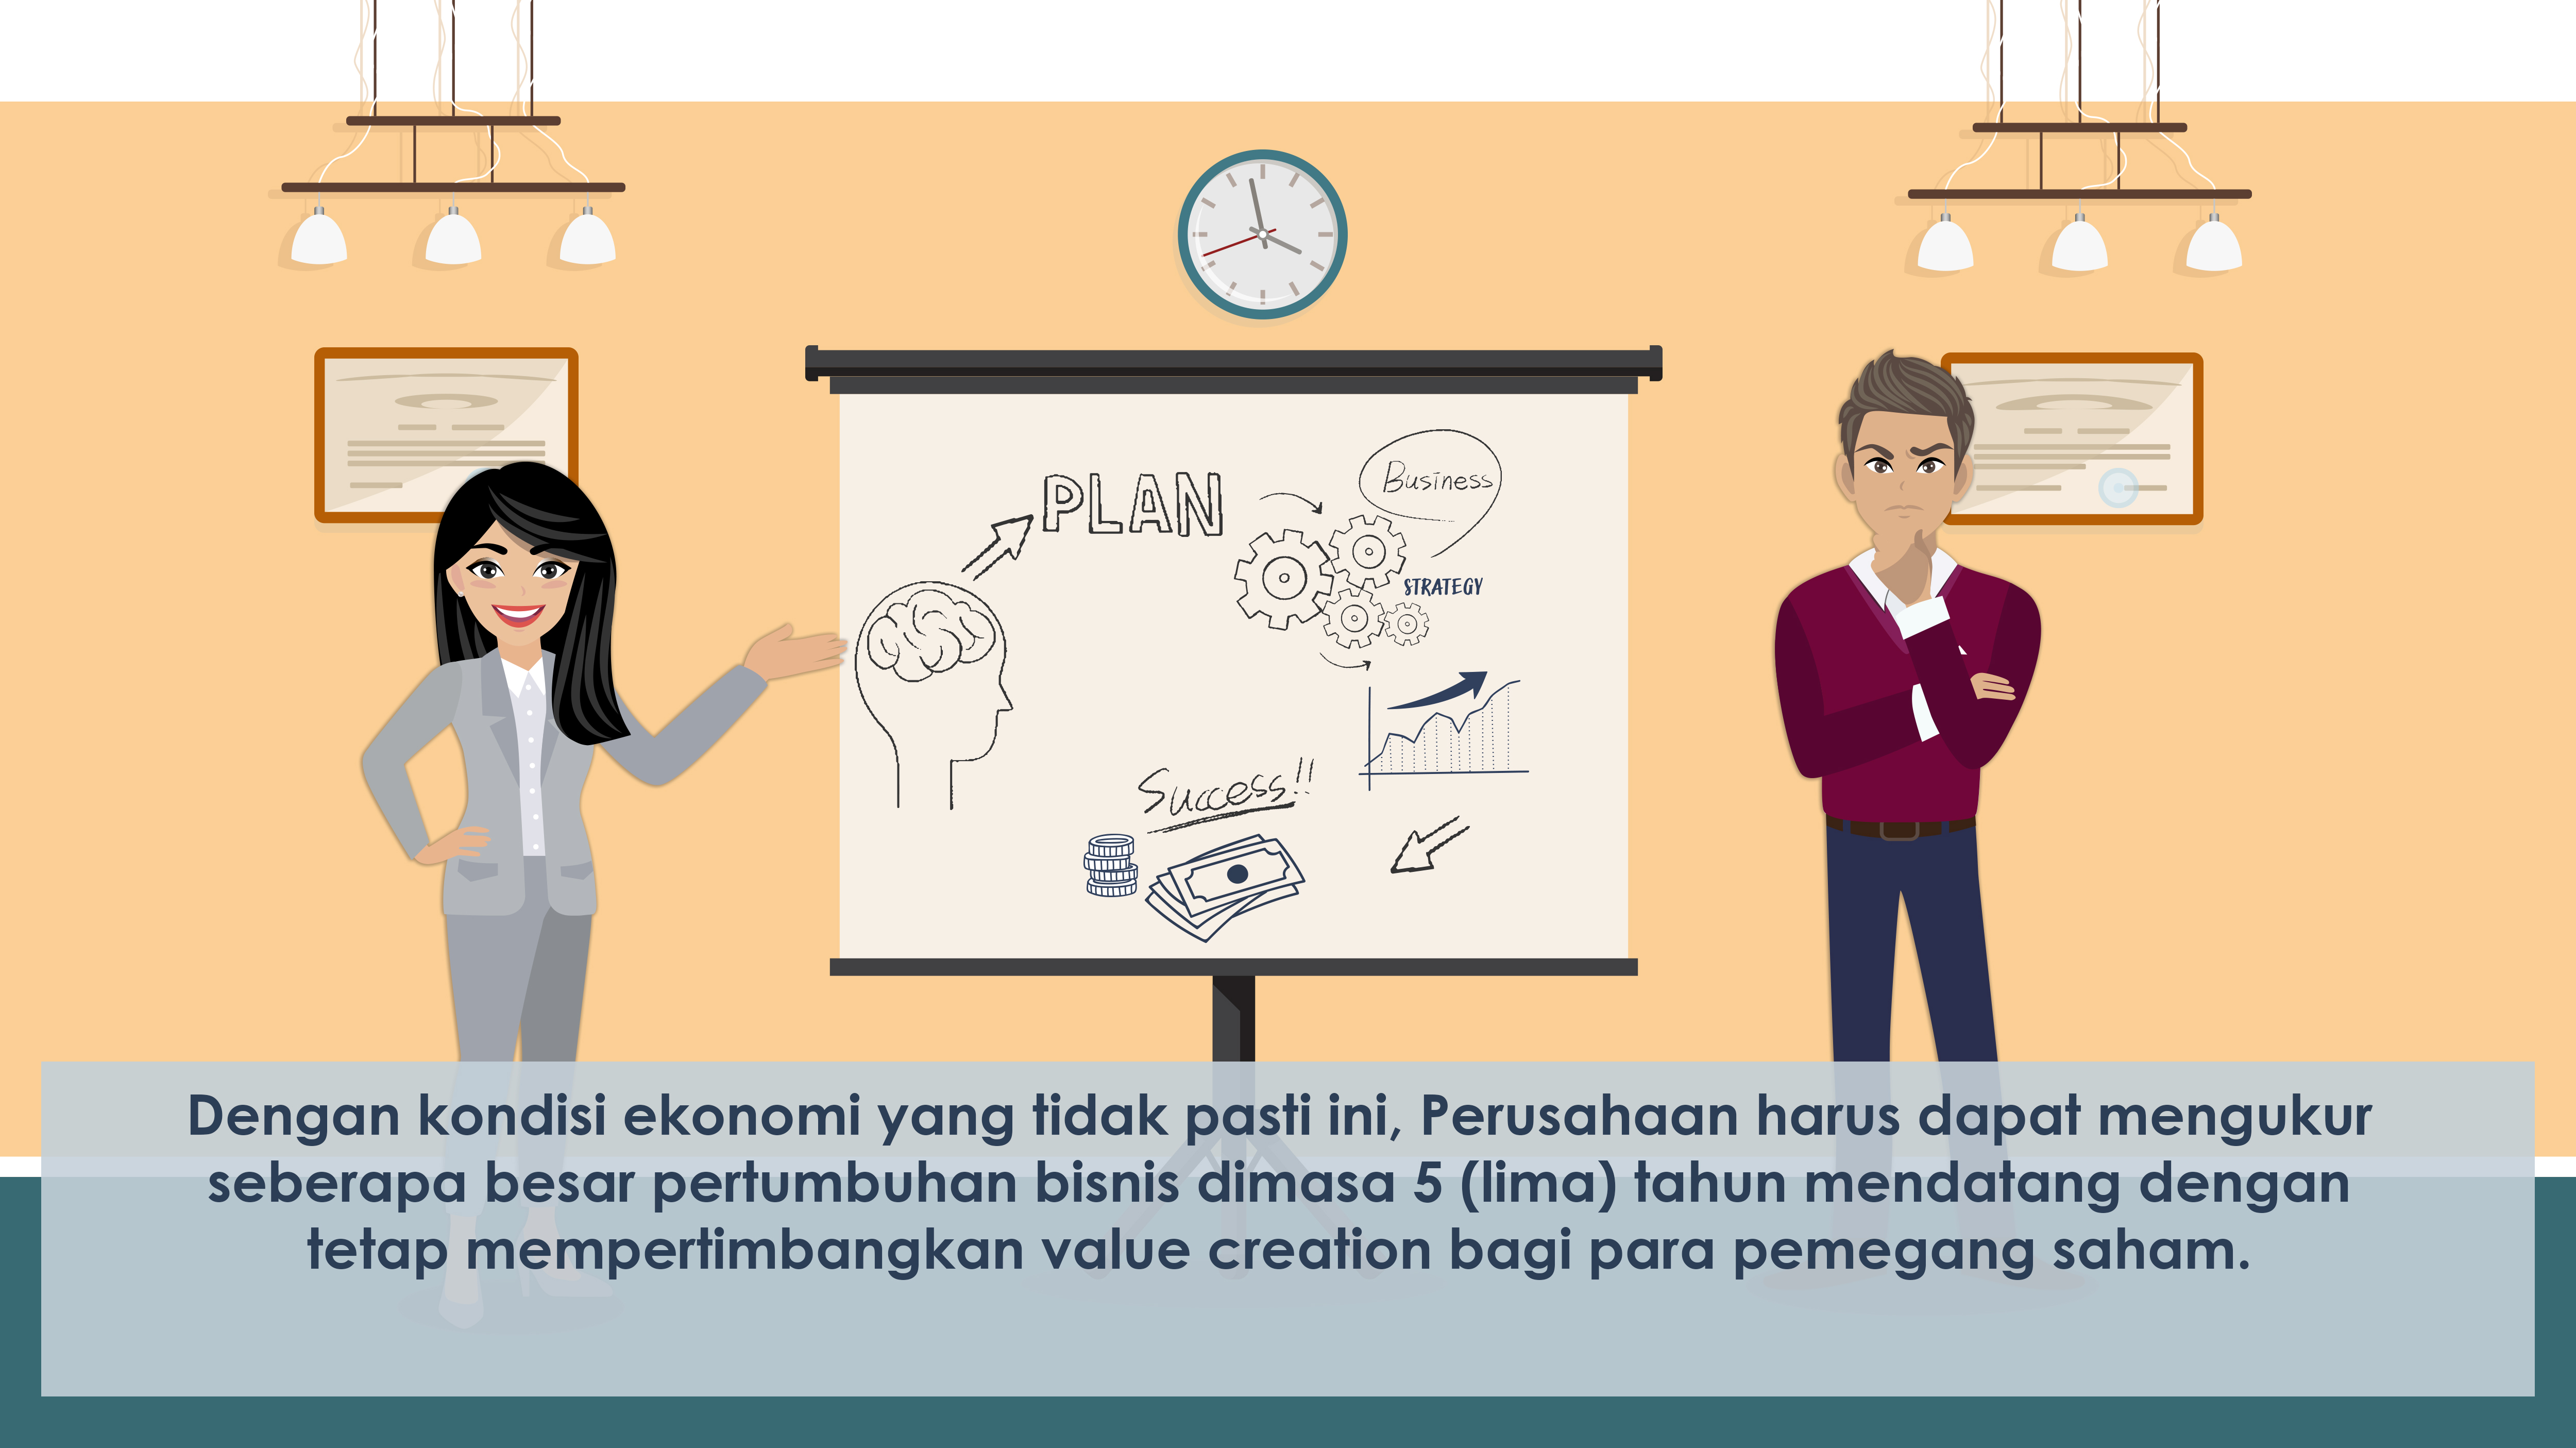 PLAN
Business
STRATEGY
Success!!
Dengan kondisi ekonomi yang tidak pasti ini, Perusahaan harus dapat mengukur
seberapa besar pertumbuhan bisnis dimasa 5 (lima) tahun mendatang dengan
tetap mempertimbangkan value creation bagi para pemegang saham.